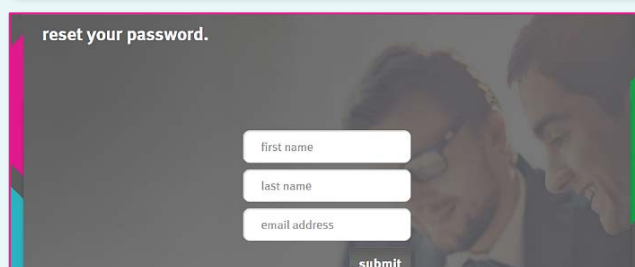 reset your password.
first name
last name
email address
submit